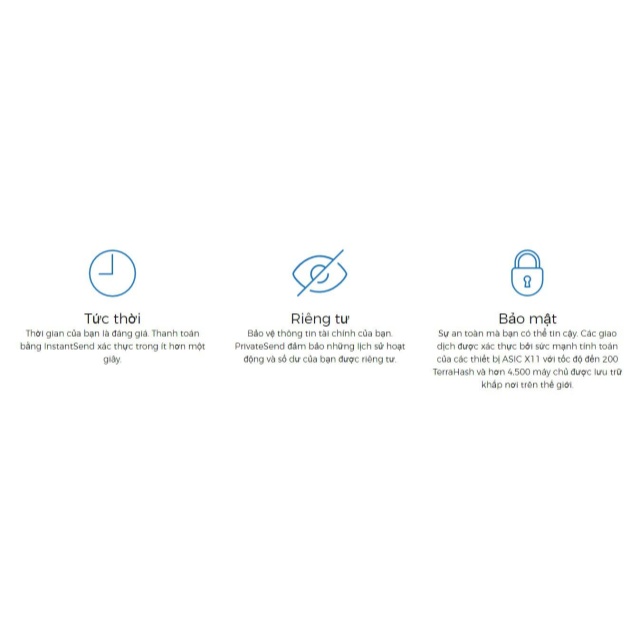 Tức thời
Thời gian của bạn là đáng giá. Thanh toán
bằng InstantSend xác thực trong ít hơn một
giây.
Riêng tư
Bảo vệ thông tin tài chính của bạn.
PrivateSend đảm bảo những lịch sử hoạt
động và số dư của bạn được riêng tư.
Bảo mật
Sự an toàn mà bạn có thể tin cậy. Các giao
dịch được xác thực bởi sức mạnh tính toán
của các thiết bị ASIC X11 với tốc độ đến 200
TerraHash và hơn 4,500 máy chủ được lưu trữ
khắp nơi trên thế giới.